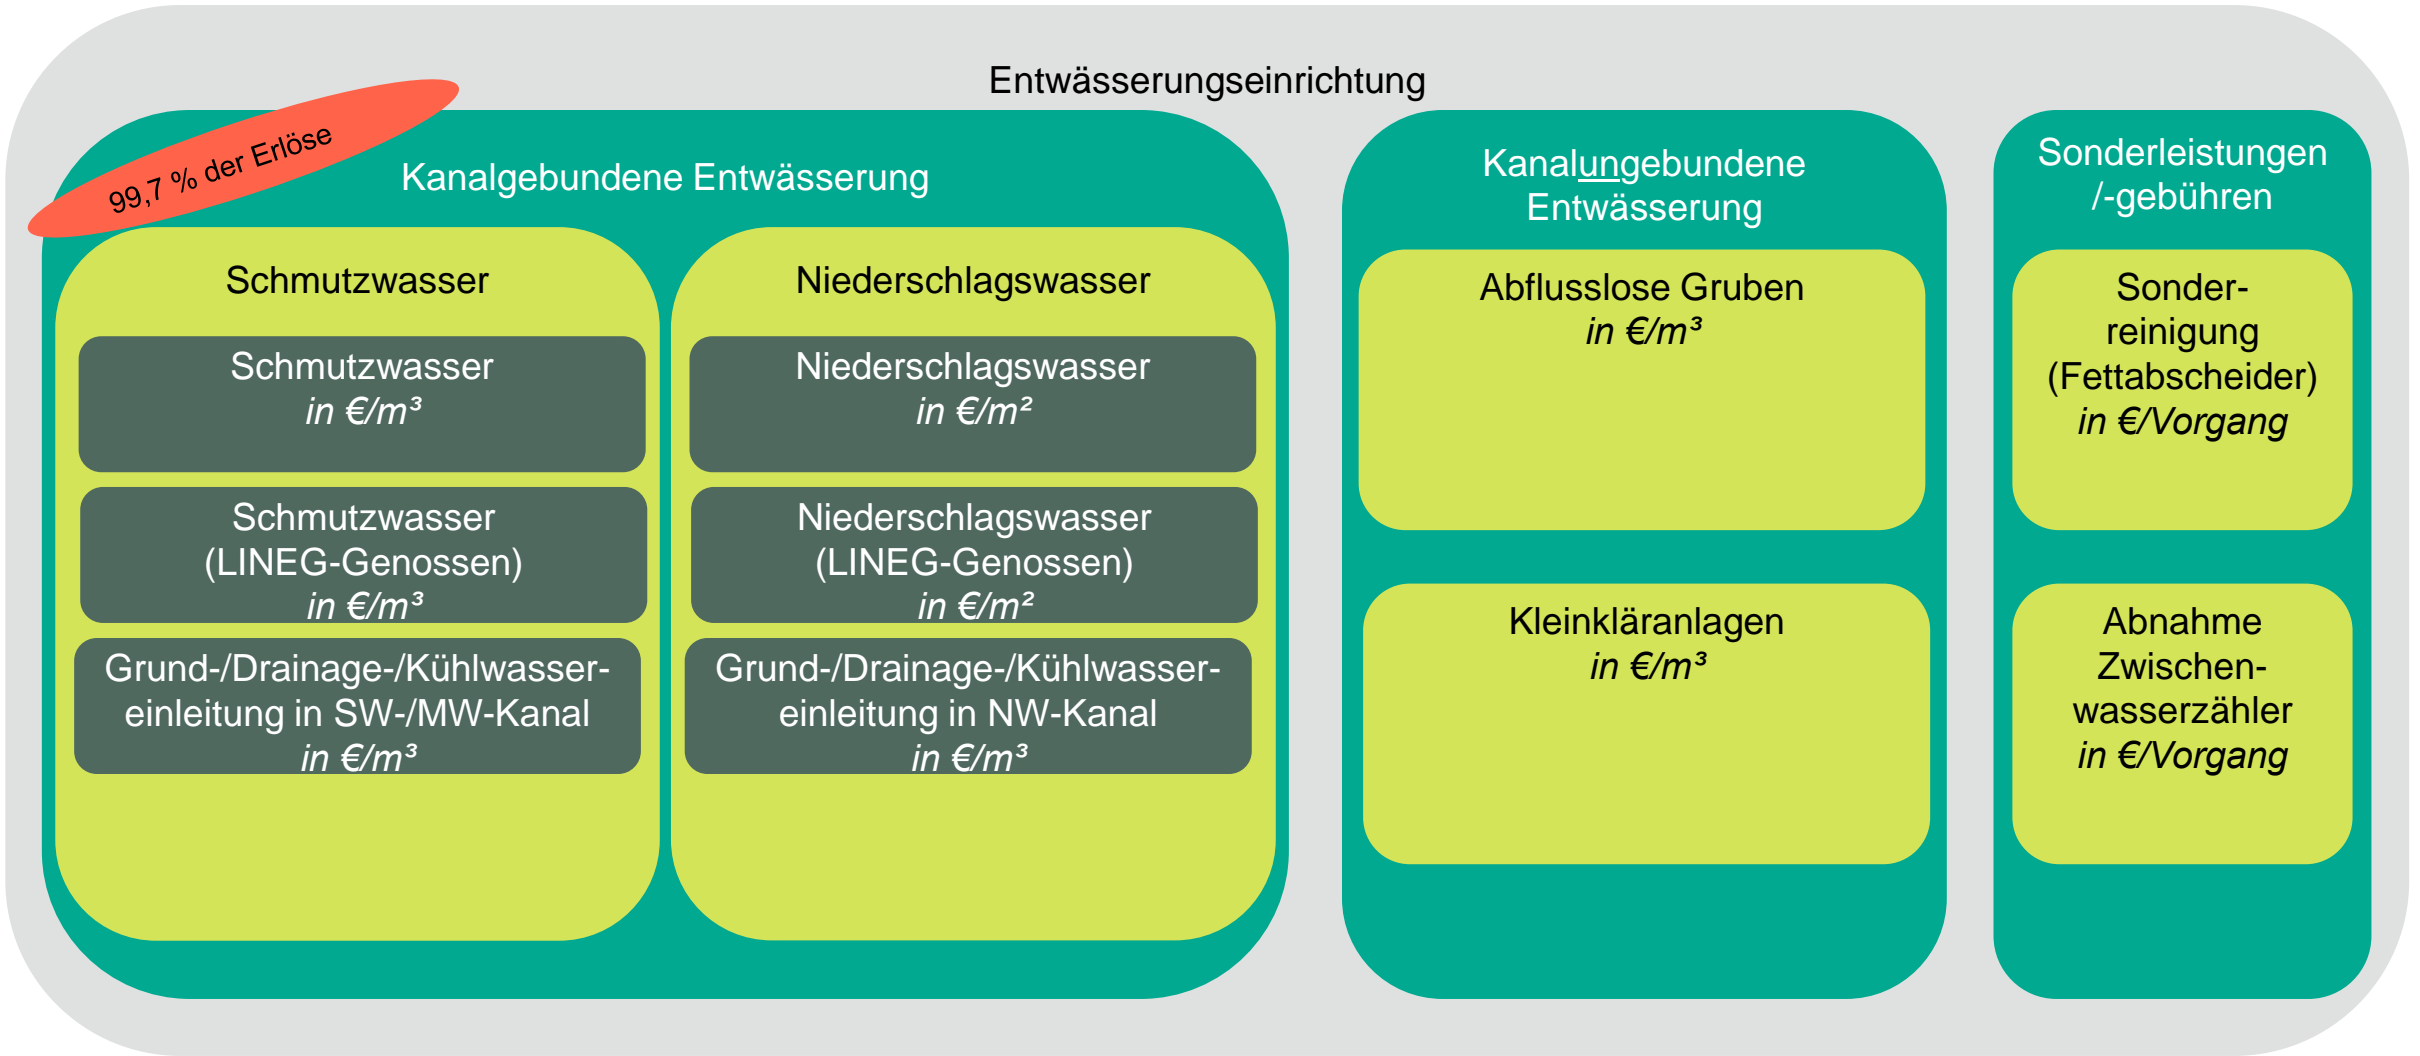 Entwässerungseinrichtung
99,7 % der Erlöse
Kanalgebundene Entwässerung
Schmutzwasser
Schmutzwasser
in €/m³
Schmutzwasser
(LINEG-Genossen)
in €/m³
Grund-/Drainage-/Kühlwasser-
einleitung in SW-/MW-Kanal
in €/m³
Niederschlagswasser
Niederschlagswasser
in €/m²
Niederschlagswasser
(LINEG-Genossen)
in €/m²
Grund-/Drainage-/Kühlwasser-
einleitung in NW-Kanal
in €/m³
Kanalungebundene
Entwässerung
Abflusslose Gruben
in €/m³
Kleinkläranlagen
in €/m³
Sonderleistungen
/-gebühren
Sonder-
reinigung
(Fettabscheider)
in €/Vorgang
Abnahme
Zwischen-
wasserzähler
in €/Vorgang